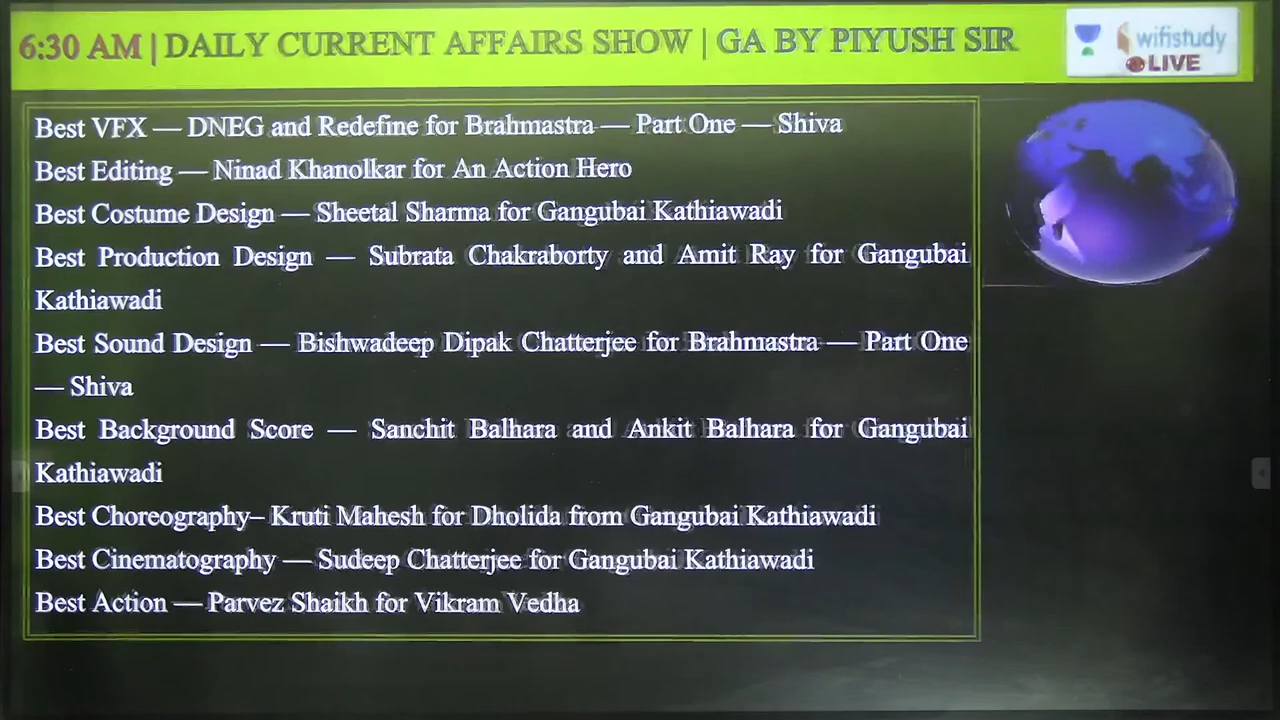 6:30 AM | DAILY CURRENT AFFAIRS SHOW | GA BY PIYUSH SIR
wifistudy
LIVE
Best VFX — DNEG and Redefine for Brahmastra — Part One — Shiva
Best Editing — Ninad Khanolkar for An Action Hero
Best Costume Design — Sheetal Sharma for Gangubai Kathiawadi
Best Production Design — Subrata Chakraborty and Amit Ray for Gangubai
Kathiawadi
Best Sound Design — Bishwadeep Dipak Chatterjee for Brahmastra — Part One
— Shiva
Best Background Score — Sanchit Balhara and Ankit Balhara for Gangubai
Kathiawadi
Best Choreography– Kruti Mahesh for Dholida from Gangubai Kathiawadi
Best Cinematography — Sudeep Chatterjee for Gangubai Kathiawadi
Best Action — Parvez Shaikh for Vikram Vedha